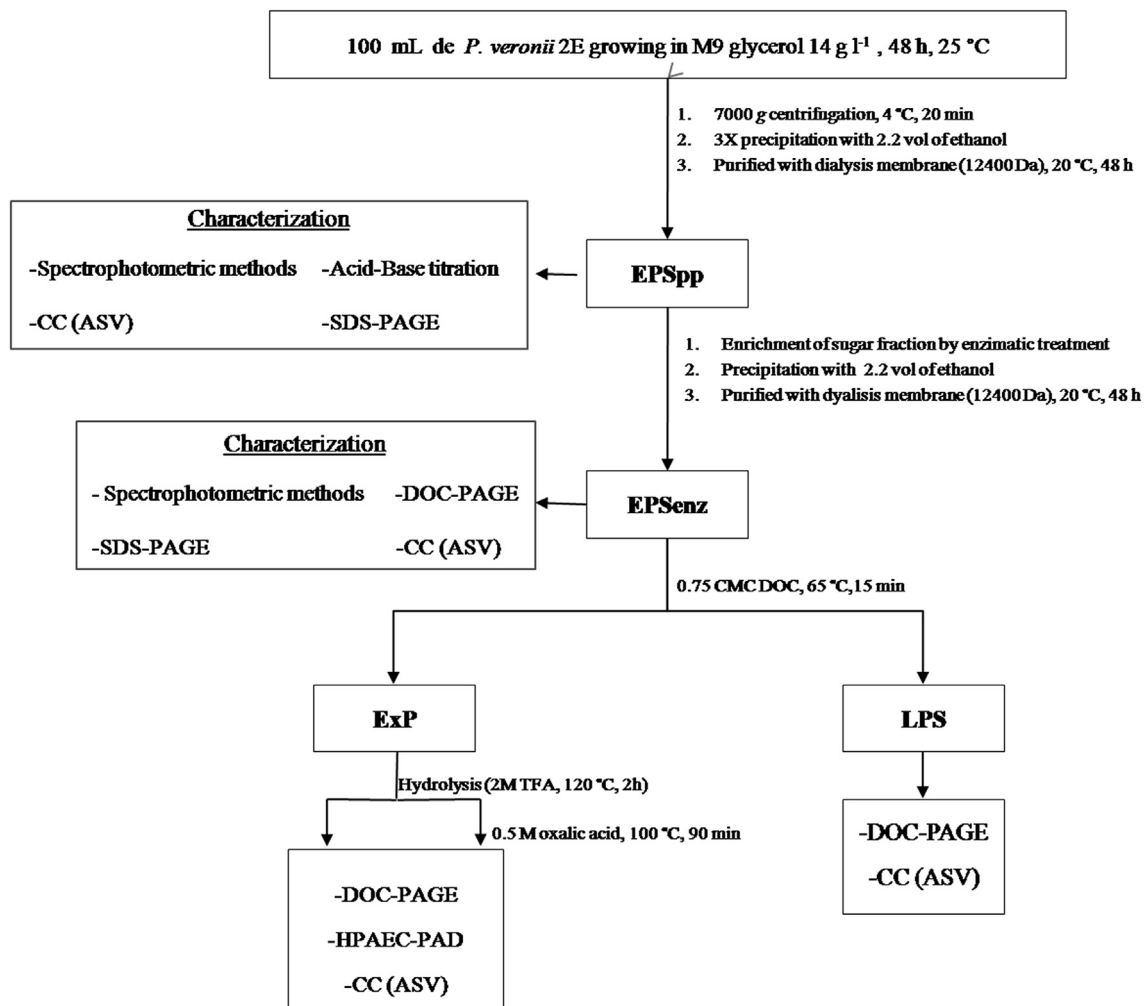 100 mL de P. veronii 2E growing in M9 glycerol 14 g l⁻¹ , 48 h, 25 °C
1. 7000 g centrifugation, 4 °C, 20 min
2. 3X precipitation with 2.2 vol of ethanol
3. Purified with dialysis membrane (12400 Da), 20 °C, 48 h
Characterization
-Spectrophotometric methods -Acid-Base titration
-CC (ASV) -SDS-PAGE
EPSpp
1. Enrichment of sugar fraction by enzimatic treatment
2. Precipitation with 2.2 vol of ethanol
3. Purified with dyalisis membrane (12400 Da), 20 °C, 48 h
Characterization
- Spectrophotometric methods -DOC-PAGE
-SDS-PAGE -CC (ASV)
EPSenz
0.75 CMC DOC, 65 °C, 15 min
ExP
LPS
Hydrolysis (2M TFA, 120 °C, 2h)
0.5 M oxalic acid, 100 °C, 90 min
-DOC-PAGE
-HPAEC-PAD
-CC (ASV)
-DOC-PAGE
-CC (ASV)